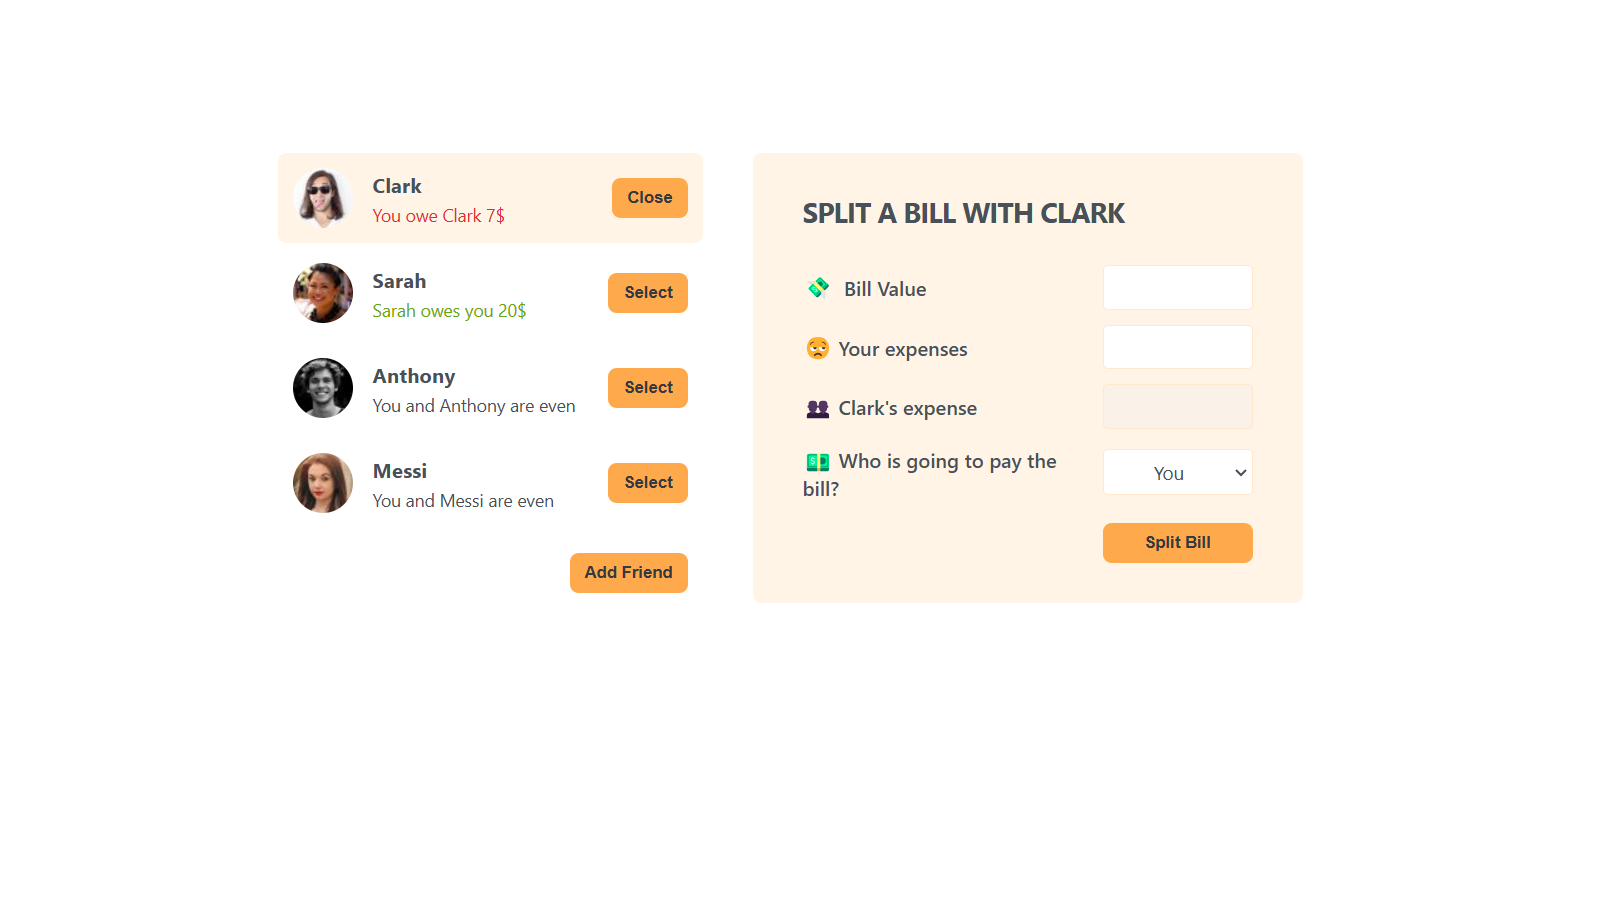 Clark
You owe Clark 7$
Close
Sarah
Sarah owes you 20$
Select
Anthony
You and Anthony are even
Select
Messi
You and Messi are even
Select
Add Friend
SPLIT A BILL WITH CLARK
💸 Bill Value
😒 Your expenses
👥 Clark's expense
💵 Who is going to pay the
bill?
You
Split Bill